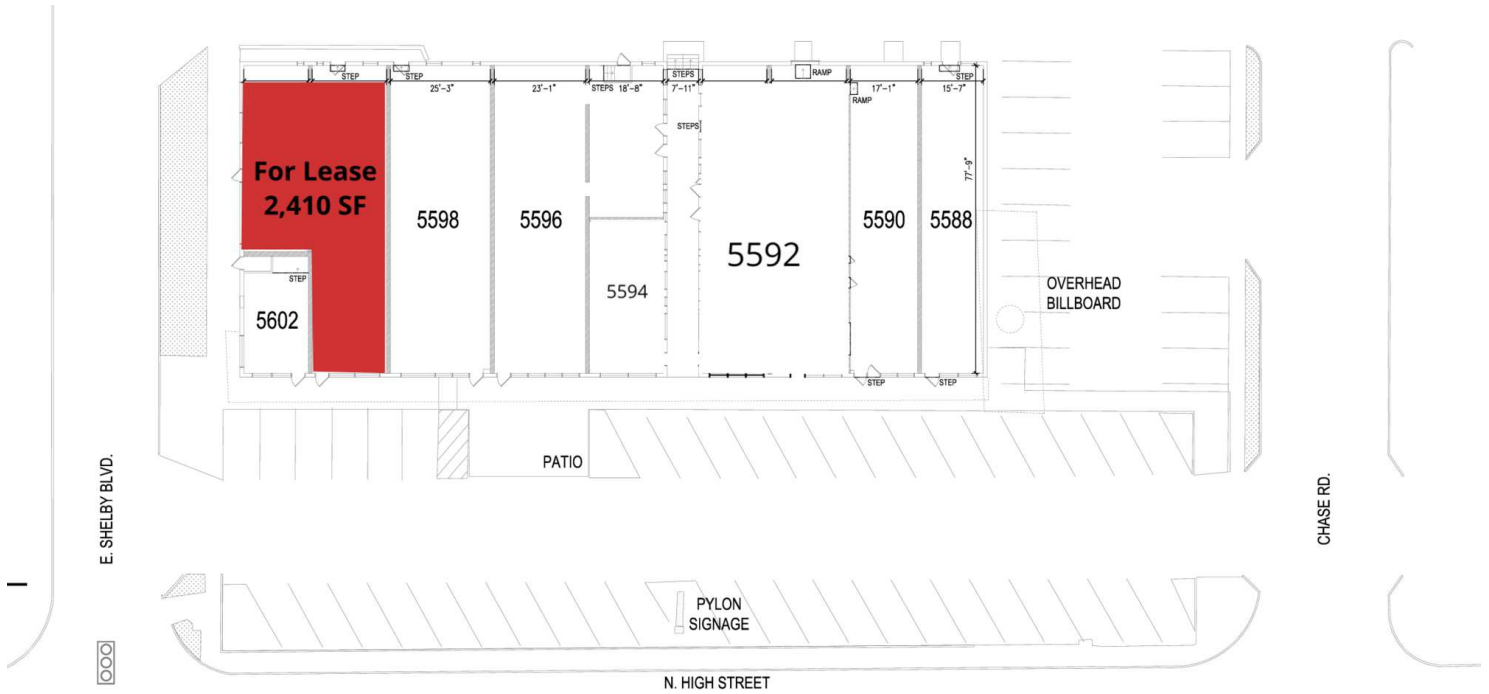 STEP
STEP
STEPS
STEPS
RAMP
STEP
25'-3"
23'-1"
18'-8"
7'-11"
17'-1"
15'-7"
RAMP
STEPS
77'-9"
For Lease
2,410 SF
5598
5596
5592
5590
5588
STEP
5594
5602
OVERHEAD
BILLBOARD
STEP
STEP
PATIO
E. SHELBY BLVD.
CHASE RD.
PYLON
SIGNAGE
N. HIGH STREET